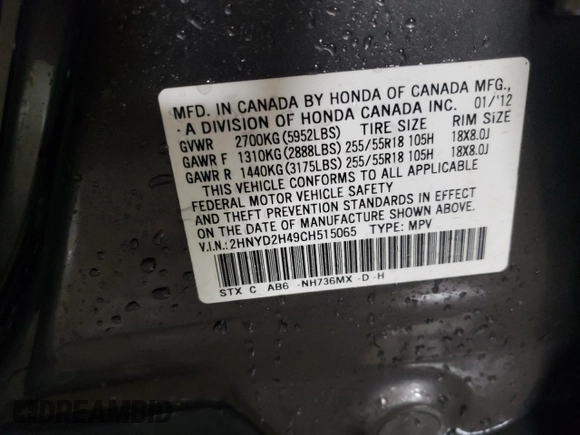 MFD. IN CANADA BY HONDA OF CANADA MFG.,
A DIVISION OF HONDA CANADA INC. 01/'12
GVWR 2700KG(5952LBS) TIRE SIZE RIM SIZE
GAWR F 1310KG(2888LBS) 255/55R18 105H 18X8.0J
GAWR R 1440KG(3175LBS) 255/55R18 105H 18X8.0J
THIS VEHICLE CONFORMS TO ALL APPLICABLE
FEDERAL MOTOR VEHICLE SAFETY
AND THEFT PREVENTION STANDARDS IN EFFECT
ON THE DATE OF MANUFACTURE SHOWN ABOVE.
V.I.N.:2HNYD2H49CH515065 TYPE: MPV
STX C AB6 -NH736MX -D -H
DREAMBID